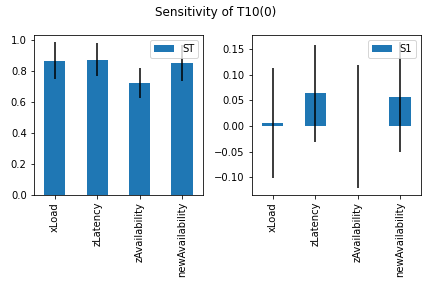 Sensitivity of T10(0)
1.0
0.8
0.6
0.4
0.2
0.0
ST
xLoad
zLatency
zAvailability
newAvailability
0.15
0.10
0.05
0.00
−0.05
−0.10
S1
xLoad
zLatency
zAvailability
newAvailability